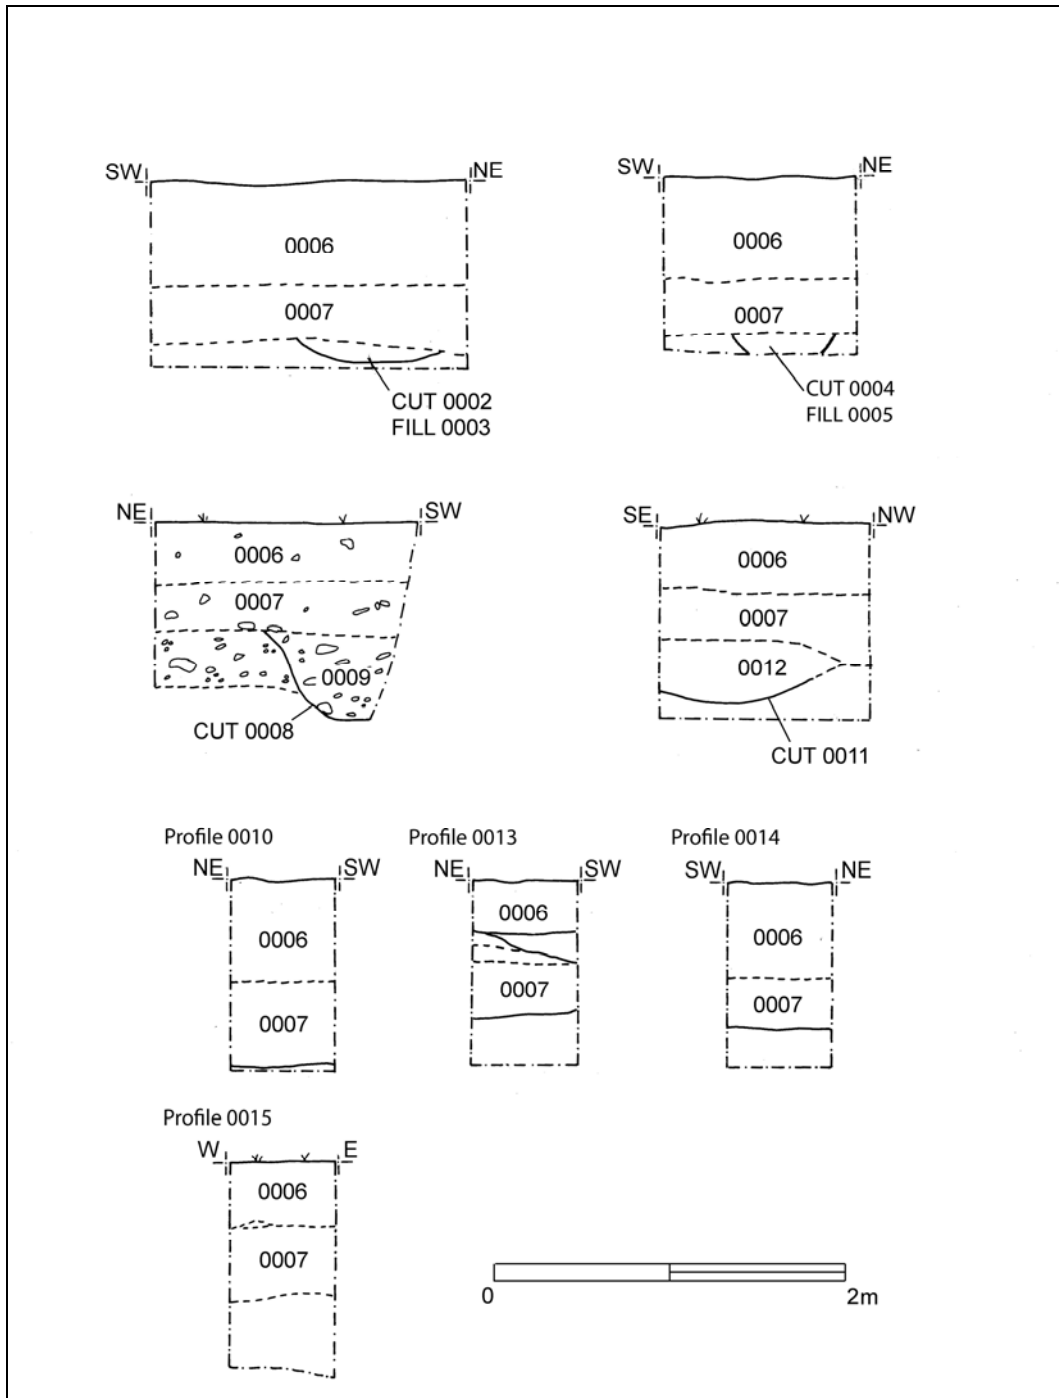 SW NE
0006
0007
CUT 0002
FILL 0003
SW NE
0006
0007
CUT 0004
FILL 0005
NE SW
0006
0007
0009
CUT 0008
SE NW
0006
0007
0012
CUT 0011
Profile 0010
NE SW
0006
0007
Profile 0013
NE SW
0006
0007
Profile 0014
SW NE
0006
0007
Profile 0015
W E
0006
0007
0 2m